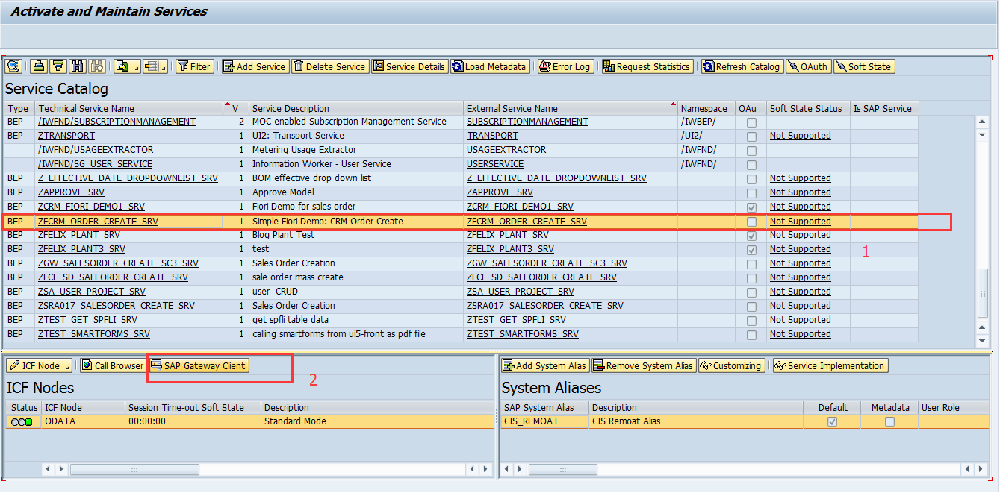 Activate and Maintain Services
Filter Add Service Delete Service Service Details Load Metadata Error Log Request Statistics Refresh Catalog OAuth Soft State
Service Catalog
Type Technical Service Name V... Service Description External Service Name Namespace OAu... Soft State Status Is SAP Service
BEP /IWFND/SUBSCRIPTIONMANAGEMENT 2 MOC enabled Subscription Management Service SUBSCRIPTIONMANAGEMENT /IWBEP/
BEP ZTRANSPORT 1 UI2: Transport Service TRANSPORT /UI2/ Not Supported
/IWFND/USAGEEXTRACTOR 1 Metering Usage Extractor USAGEEXTRACTOR /IWFND/
/IWFND/SG_USER_SERVICE 1 Information Worker - User Service USERSERVICE /IWFND/
BEP Z_EFFECTIVE_DATE_DROPDOWNLIST_SRV 1 BOM effective drop down list Z_EFFECTIVE_DATE_DROPDOWNLIST_SRV Not Supported
BEP ZAPPROVE_SRV 1 Approve Model ZAPPROVE_SRV Not Supported
BEP ZCRM_FIORI_DEMO1_SRV 1 Fiori Demo for sales order ZCRM_FIORI_DEMO1_SRV Not Supported
BEP ZFCRM_ORDER_CREATE_SRV 1 Simple Fiori Demo: CRM Order Create ZFCRM_ORDER_CREATE_SRV Not Supported
BEP ZFELIX_PLANT_SRV 1 Blog Plant Test ZFELIX_PLANT_SRV Not Supported
BEP ZFELIX_PLANT3_SRV 1 test ZFELIX_PLANT3_SRV Not Supported
1
BEP ZGW_SALESORDER_CREATE_SC3_SRV 1 Sales Order Creation ZGW_SALESORDER_CREATE_SC3_SRV Not Supported
BEP ZLCL_SD_SALEORDER_CREATE_SRV 1 sale order mass create ZLCL_SD_SALEORDER_CREATE_SRV Not Supported
BEP ZSA_USER_PROJECT_SRV 1 user CRUD ZSA_USER_PROJECT_SRV Not Supported
BEP ZSRA017_SALESORDER_CREATE_SRV 1 Sales Order Creation ZSRA017_SALESORDER_CREATE_SRV Not Supported
BEP ZTEST_GET_SPFLI_SRV 1 get spfli table data ZTEST_GET_SPFLI_SRV Not Supported
BEP ZTEST_SMARTFORMS_SRV 1 calling smartforms from ui5-front as pdf file ZTEST_SMARTFORMS_SRV Not Supported
ICF Node Call Browser SAP Gateway Client
2
ICF Nodes
Status ICF Node Session Time-out Soft State Description
ODATA 00:00:00 Standard Mode
Add System Alias Remove System Alias Customizing Service Implementation
System Aliases
SAP System Alias Description Default Metadata User Role
CIS_REMOAT CIS Remoat Alias